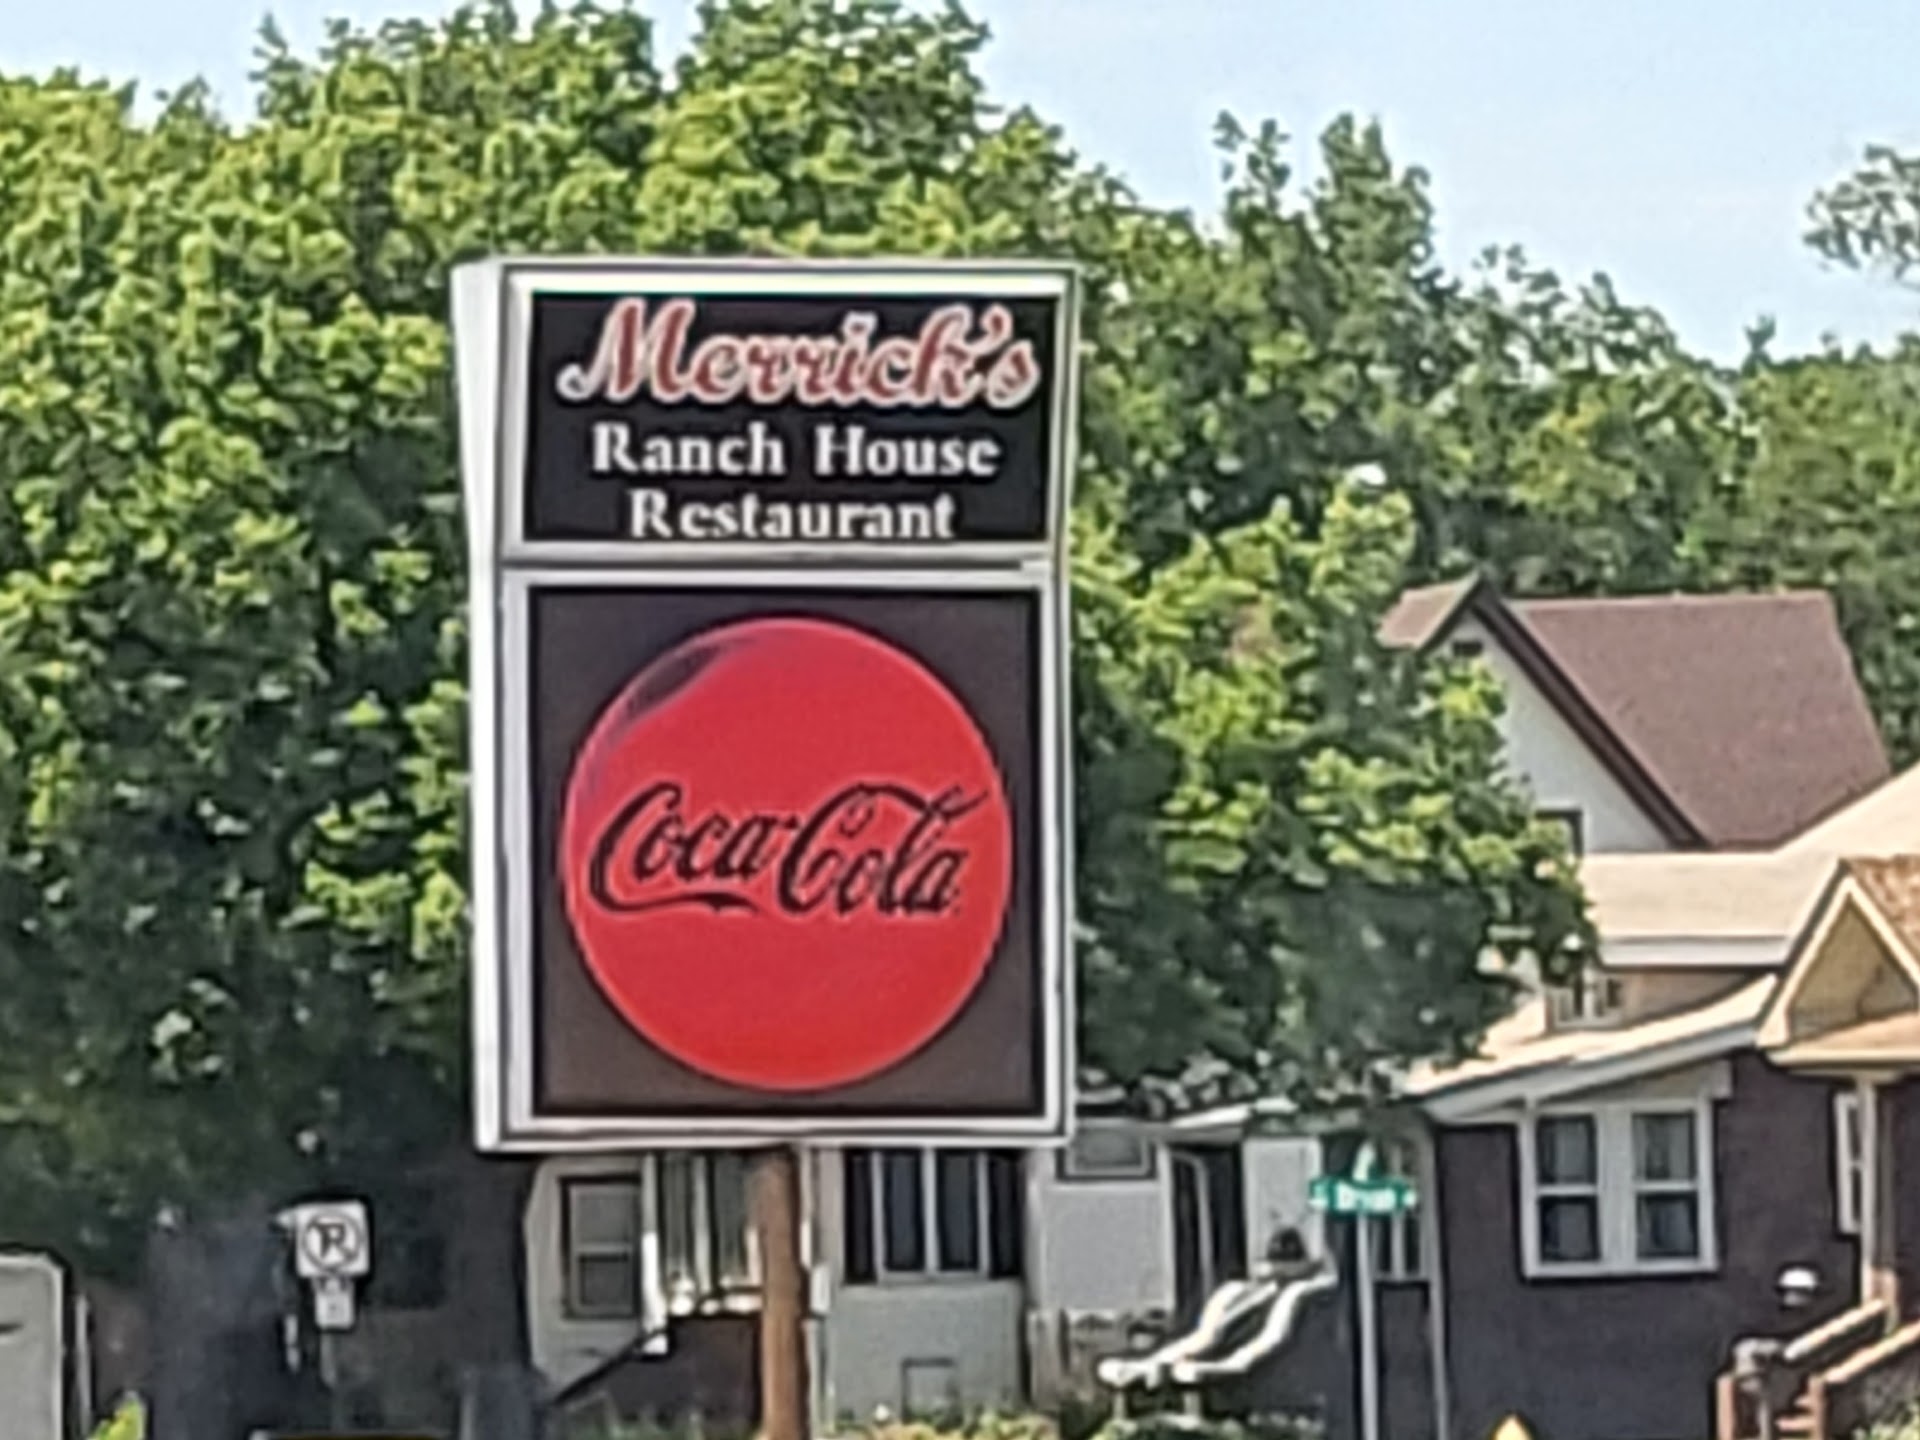 Merrick's
Ranch House
Restaurant
Coca-Cola